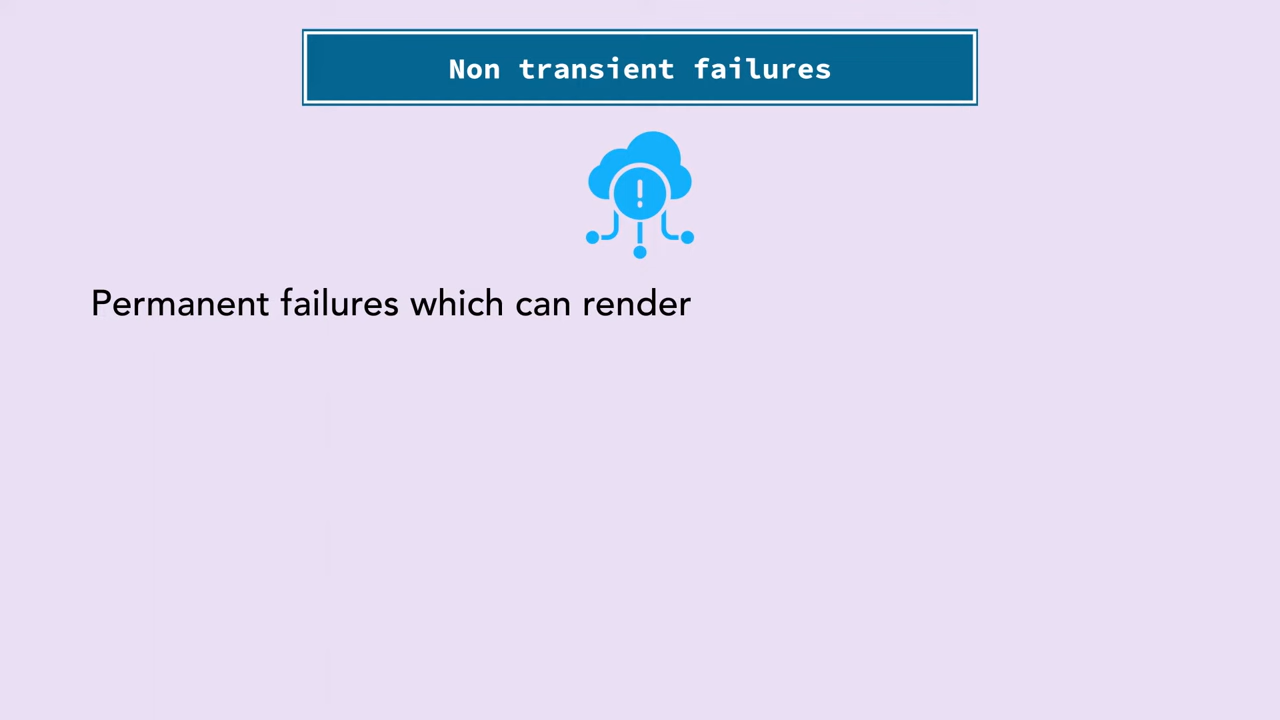 Non transient failures
Permanent failures which can render